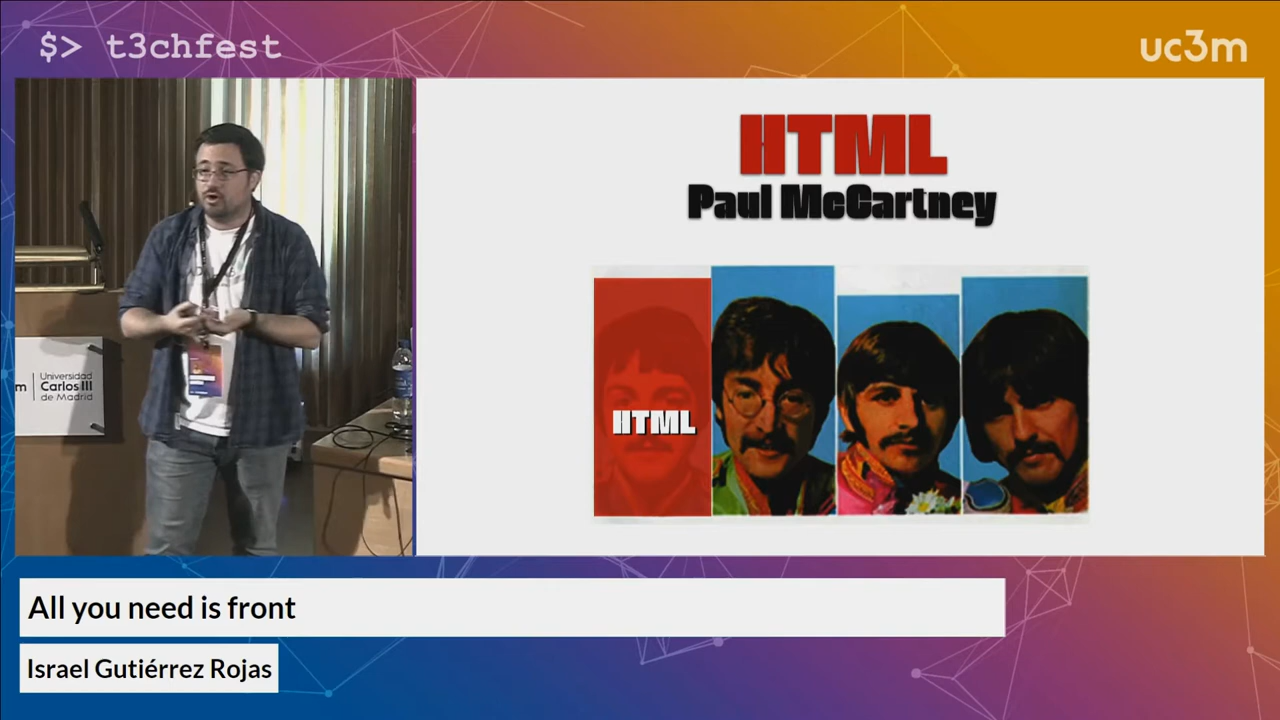 $> t3chfest
uc3m
HTML
Paul McCartney
HTML
m
Universidad
Carlos III
de Madrid
All you need is front
Israel Gutiérrez Rojas